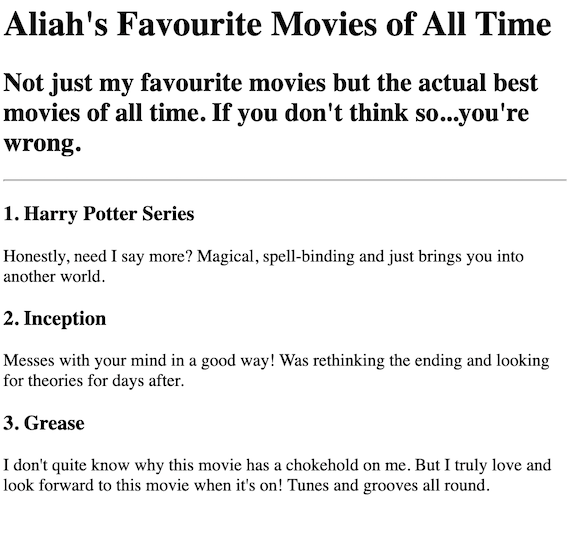 Aliah's Favourite Movies of All Time
Not just my favourite movies but the actual best
movies of all time. If you don't think so...you're
wrong.
1. Harry Potter Series
Honestly, need I say more? Magical, spell-binding and just brings you into
another world.
2. Inception
Messes with your mind in a good way! Was rethinking the ending and looking
for theories for days after.
3. Grease
I don't quite know why this movie has a chokehold on me. But I truly love and
look forward to this movie when it's on! Tunes and grooves all round.